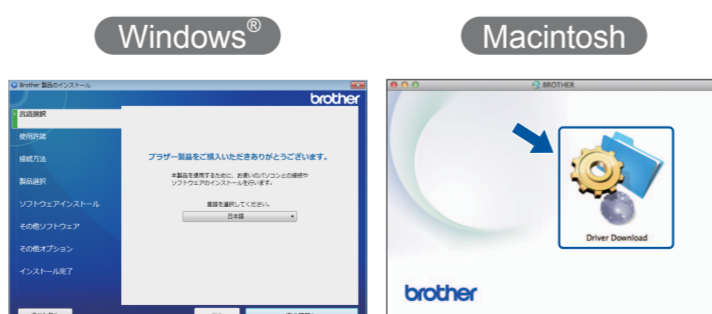 Windows®
Macintosh
Brother 製品のインストール
brother
言語選択
使用許諾
接続方法
製品選択
ソフトウェアインストール
その他ソフトウェア
その他オプション
インストール完了
ブラザー製品をご購入いただきありがとうございます。
本製品を使用するために、お使いのパソコンとの接続や
ソフトウェアのインストールを行います。
言語を選択してください。
日本語
BROTHER
Driver Download
brother